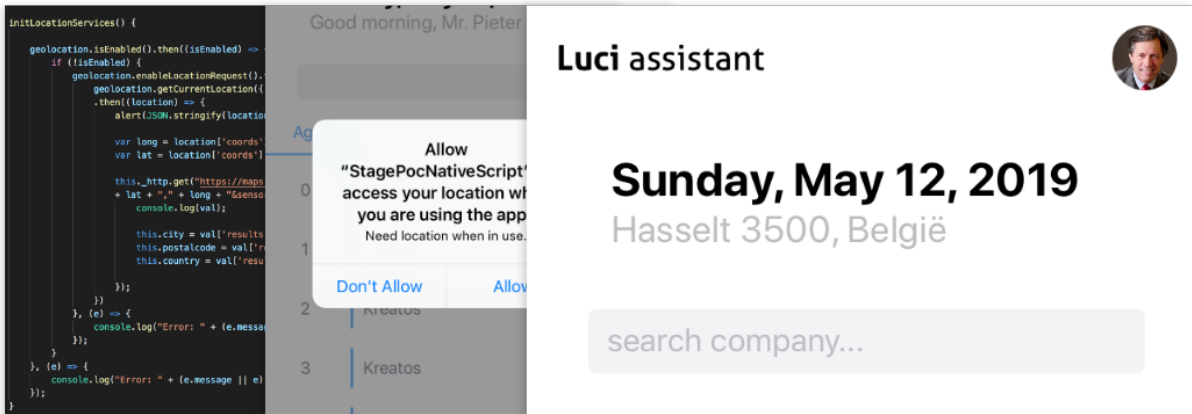 initLocationServices() {
geolocation.isEnabled().then((isEnabled) =>
if (!isEnabled) {
geolocation.enableLocationRequest().
geolocation.getCurrentLocation({
.then((location) => {
alert(JSON.stringify(location
var long = location['coords'
var lat = location['coords']
this._http.get("https://maps
+ lat + "," + long + "&senso
console.log(val);
this.city = val['results
this.postalcode = val['r
this.country = val['resu
});
})
}, (e) => {
console.log("Error: " + (e.messa
});
}
}, (e) => {
console.log("Error: " + (e.message || e)
});
}
Good morning, Mr. Pieter
Ag
0
1
2 Kreatos
3 Kreatos
Allow
“StagePocNativeScript”
access your location wh
you are using the app
Need location when in use.
Don't Allow Allow
Luci assistant
Sunday, May 12, 2019
Hasselt 3500, België
search company...